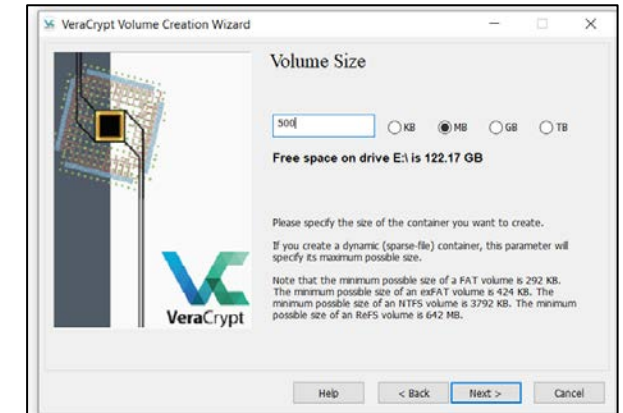 VeraCrypt Volume Creation Wizard
Volume Size
500
KB MB GB TB
Free space on drive E:\ is 122.17 GB
Please specify the size of the container you want to create.
If you create a dynamic (sparse-file) container, this parameter will
specify its maximum possible size.
Note that the minimum possible size of a FAT volume is 292 KB.
The minimum possible size of an exFAT volume is 424 KB. The
minimum possible size of an NTFS volume is 3792 KB. The minimum
possible size of an ReFS volume is 642 MB.
VeraCrypt
Help < Back Next > Cancel